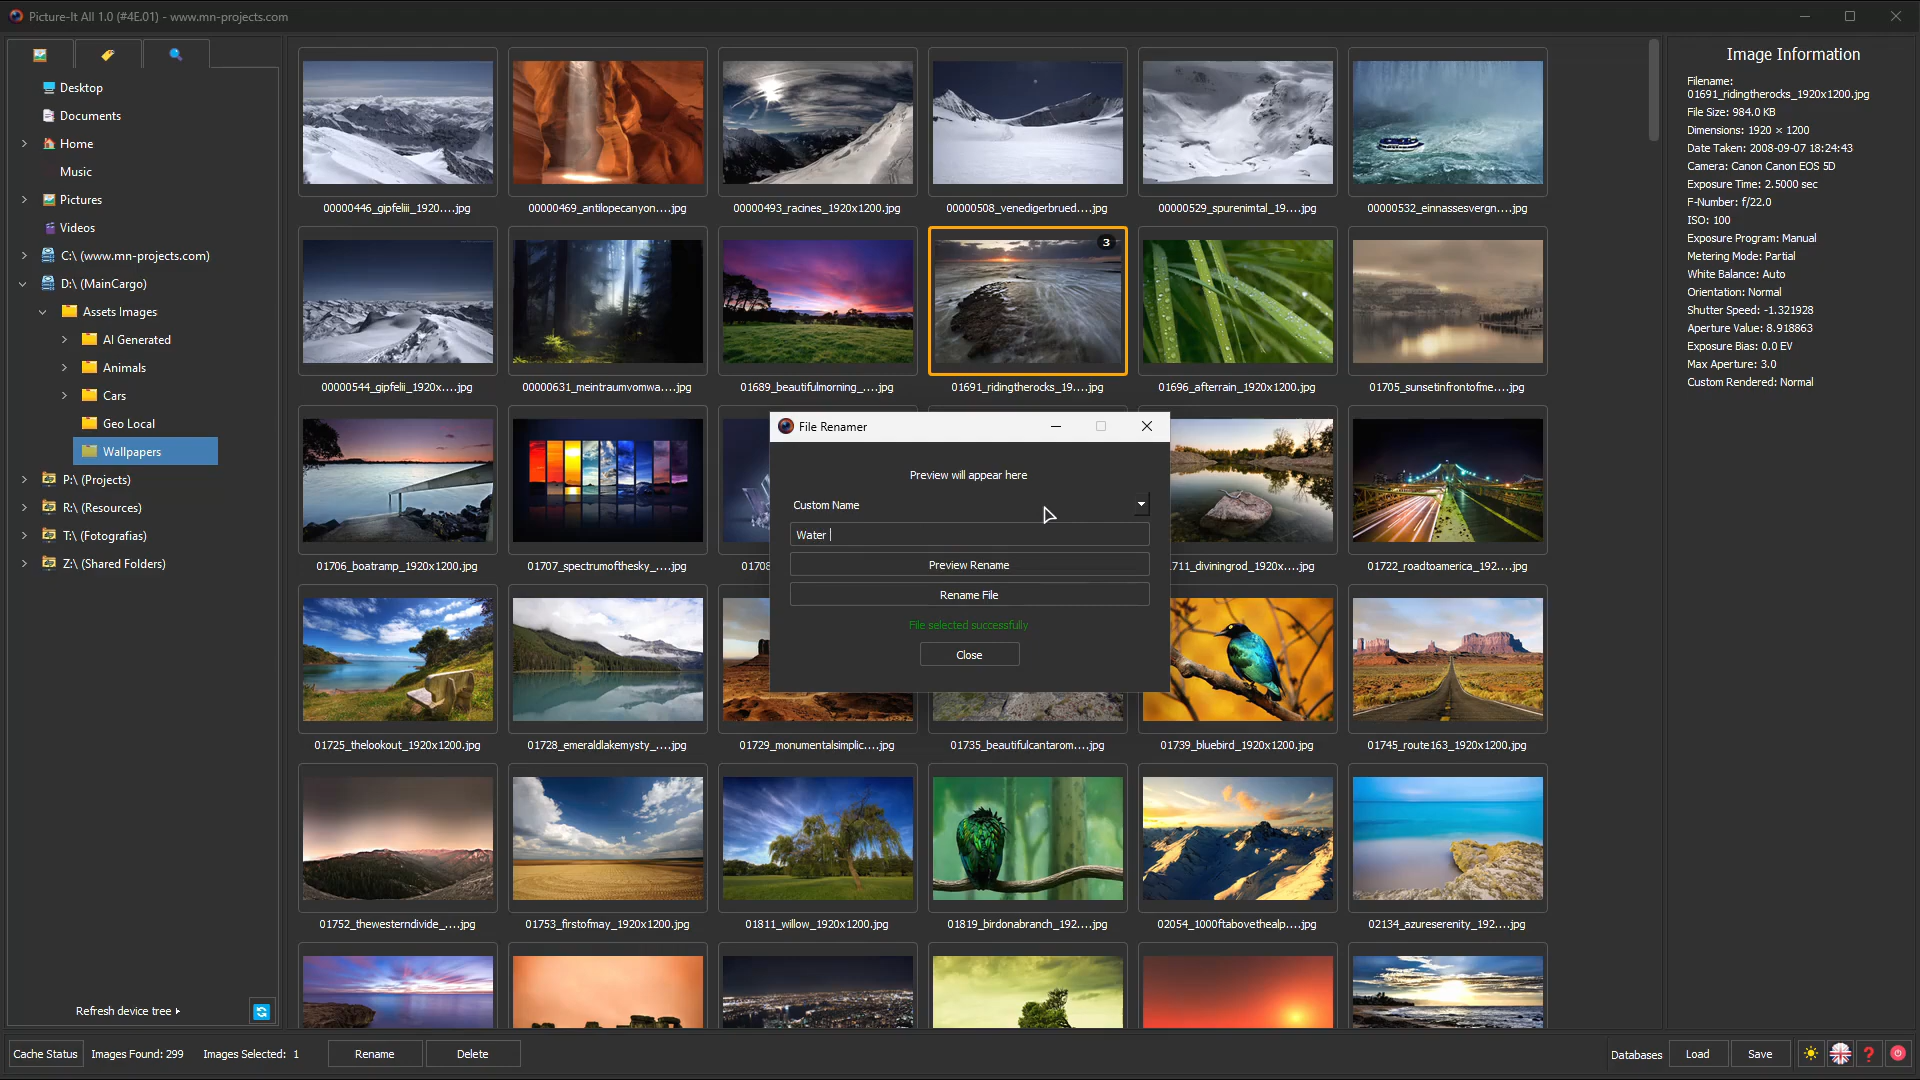 Picture-It All 1.0 (#4E.01) - www.mn-projects.com
Desktop
Documents
Home
Music
Pictures
Videos
C:\ (www.mn-projects.com)
D:\ (MainCargo)
Assets Images
AI Generated
Animals
Cars
Geo Local
Wallpapers
P:\ (Projects)
R:\ (Resources)
T:\ (Fotografias)
Z:\ (Shared Folders)
Refresh device tree
00000446_gipfeliii_1920....jpg
00000469_antilopecanyon....jpg
00000493_racines_1920x1200.jpg
00000508_venedigerbrued....jpg
00000529_spurenimtal_19....jpg
00000532_einnassesvergn....jpg
3
00000544_gipfelii_1920x....jpg
00000631_meintraumvomwa....jpg
01689_beautifulmorning_....jpg
01691_ridingtherocks_19....jpg
01696_afterrain_1920x1200.jpg
01705_sunsetinfrontofme....jpg
01706_boatramp_1920x1200.jpg
01707_spectrumofthesky_....jpg
01708
711_diviningrod_1920x....jpg
01722_roadtoamerica_192....jpg
File Renamer
Preview will appear here
Custom Name
Water
Preview Rename
Rename File
File selected successfully
Close
01725_thelookout_1920x1200.jpg
01728_emeraldlakemysty_....jpg
01729_monumentalsimplic....jpg
01735_beautifulcantarom....jpg
01739_bluebird_1920x1200.jpg
01745_route163_1920x1200.jpg
01752_thewesterndivide_....jpg
01753_firstofmay_1920x1200.jpg
01811_willow_1920x1200.jpg
01819_birdonabranch_192....jpg
02054_1000ftabovethealp....jpg
02134_azureserenity_192....jpg
Image Information
Filename:
01691_ridingtherocks_1920x1200.jpg
File Size: 984.0 KB
Dimensions: 1920 × 1200
Date Taken: 2008-09-07 18:24:43
Camera: Canon Canon EOS 5D
Exposure Time: 2.5000 sec
F-Number: f/22.0
ISO: 100
Exposure Program: Manual
Metering Mode: Partial
White Balance: Auto
Orientation: Normal
Shutter Speed: -1.321928
Aperture Value: 8.918863
Exposure Bias: 0.0 EV
Max Aperture: 3.0
Custom Rendered: Normal
Cache Status
Images Found: 299
Images Selected: 1
Rename
Delete
Databases
Load
Save
?